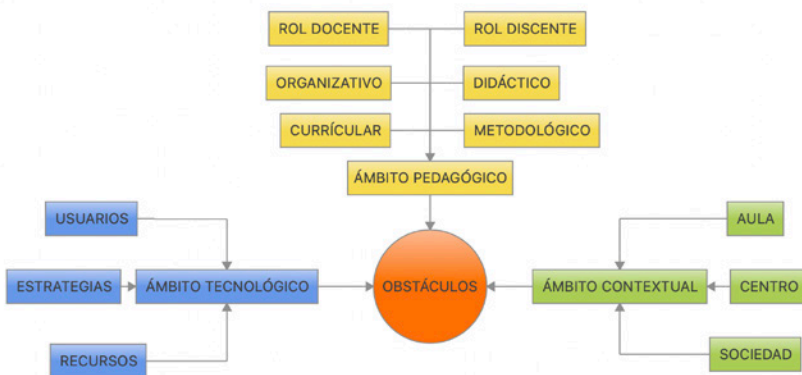 ROL DOCENTE
ROL DISCENTE
ORGANIZATIVO
DIDÁCTICO
CURRÍCULAR
METODOLÓGICO
ÁMBITO PEDAGÓGICO
USUARIOS
AULA
ESTRATEGIAS
ÁMBITO TECNOLÓGICO
OBSTÁCULOS
ÁMBITO CONTEXTUAL
CENTRO
RECURSOS
SOCIEDAD